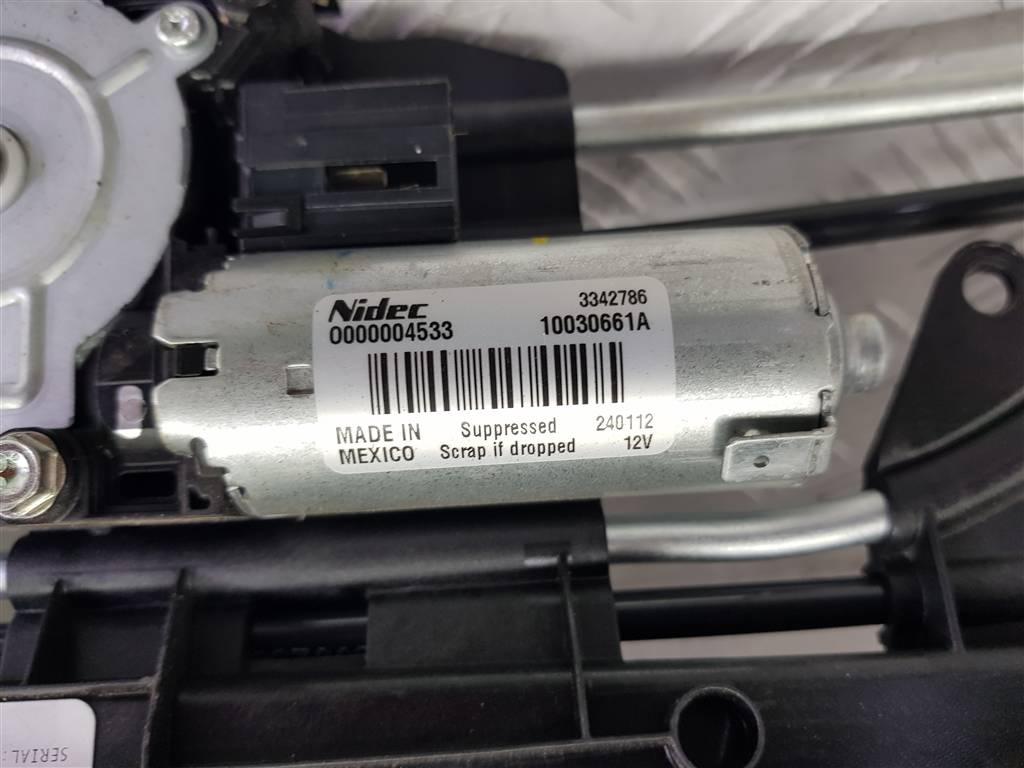 Nidec 3342786
0000004533 10030661A
MADE IN Suppressed 240112
MEXICO Scrap if dropped 12V
SERIAL: